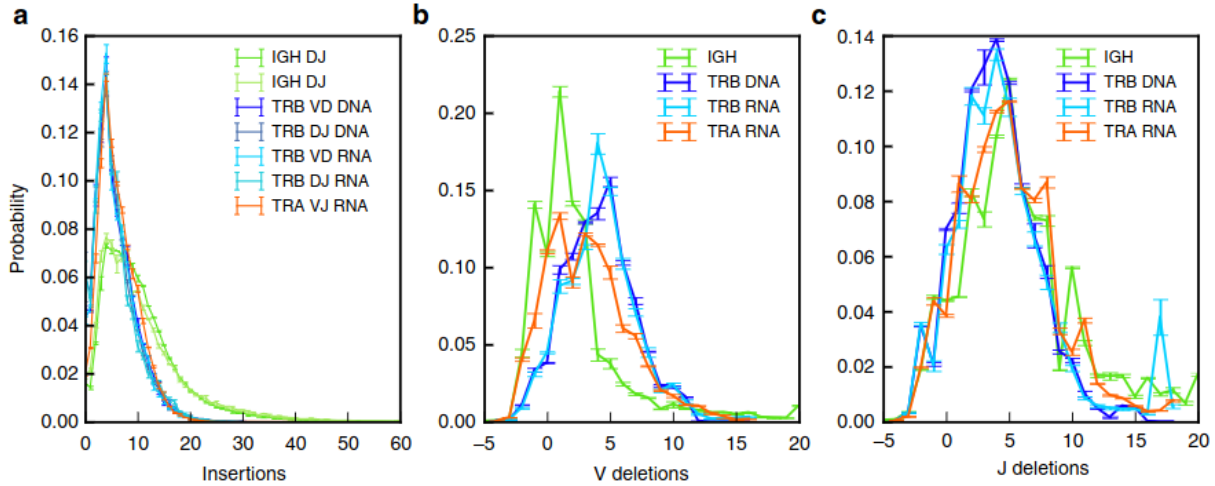 a
0.16
0.14
0.12
0.10
0.08
0.06
0.04
0.02
0.00
Probability
0 10 20 30 40 50 60
Insertions
IGH DJ
IGH DJ
TRB VD DNA
TRB DJ DNA
TRB VD RNA
TRB DJ RNA
TRA VJ RNA
b
0.25
0.20
0.15
0.10
0.05
0.00
−5 0 5 10 15 20
V deletions
IGH
TRB DNA
TRB RNA
TRA RNA
c
0.14
0.12
0.10
0.08
0.06
0.04
0.02
0.00
−5 0 5 10 15 20
J deletions
IGH
TRB DNA
TRB RNA
TRA RNA